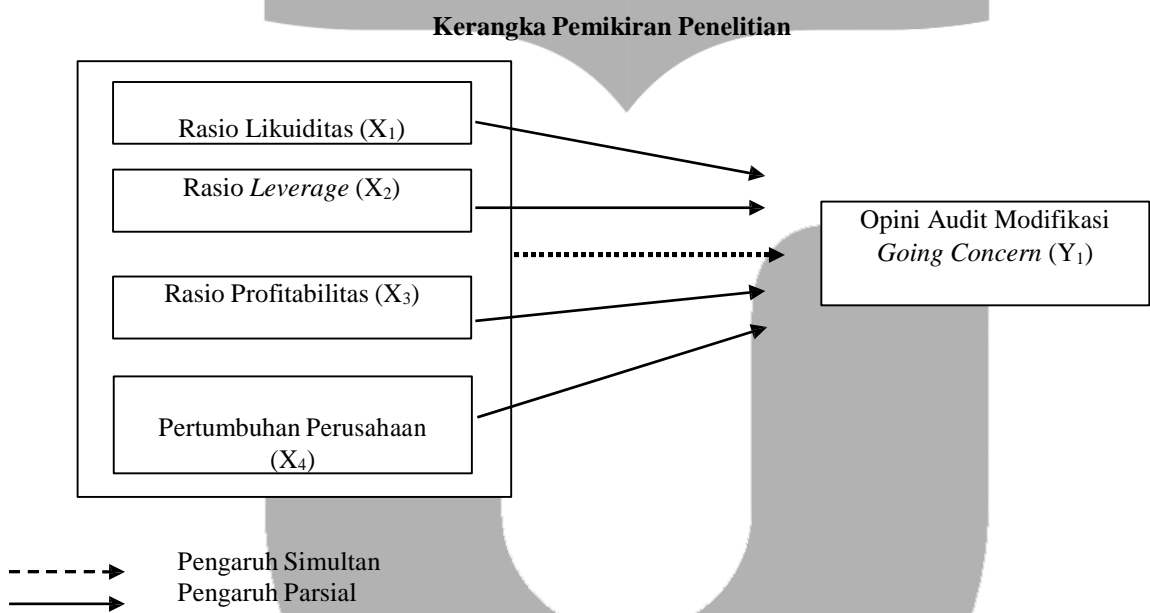 Kerangka Pemikiran Penelitian
Rasio Likuiditas (X₁)
Rasio Leverage (X₂)
Rasio Profitabilitas (X₃)
Pertumbuhan Perusahaan
(X₄)
Opini Audit Modifikasi
Going Concern (Y₁)
Pengaruh Simultan
Pengaruh Parsial